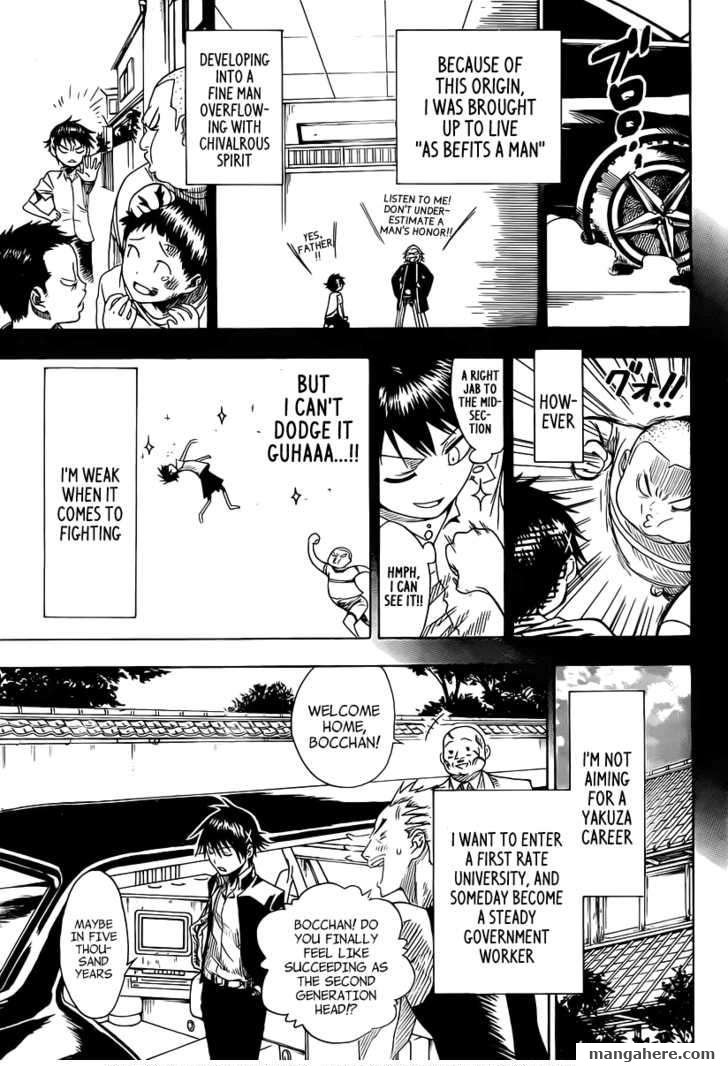 ドロロ…
BECAUSE OF
THIS ORIGIN,
I WAS BROUGHT
UP TO LIVE
"AS BEFITS A MAN"
LISTEN TO ME!
DON'T UNDER-
ESTIMATE A
MAN'S HONOR!!
YES,
FATHER
!!
DEVELOPING
INTO A
FINE MAN
OVERFLOW-
ING WITH
CHIVALROUS
SPIRIT
HOW-
EVER
グオ!!
A RIGHT
JAB TO
THE MID-
SEC-
TION
HMPH,
I CAN
SEE IT!!
BUT
I CAN'T
DODGE IT
GUHAAA...!!
I'M WEAK
WHEN IT
COMES TO
FIGHTING
I'M NOT
AIMING
FOR A
YAKUZA
CAREER
WELCOME
HOME,
BOCCHAN!
I WANT TO ENTER
A FIRST RATE
UNIVERSITY, AND
SOMEDAY BECOME
A STEADY
GOVERNMENT
WORKER
BOCCHAN! DO
YOU FINALLY
FEEL LIKE
SUCCEEDING AS
THE SECOND
GENERATION
HEAD!?
MAYBE
IN FIVE
THOU-
SAND
YEARS
mangahere.com